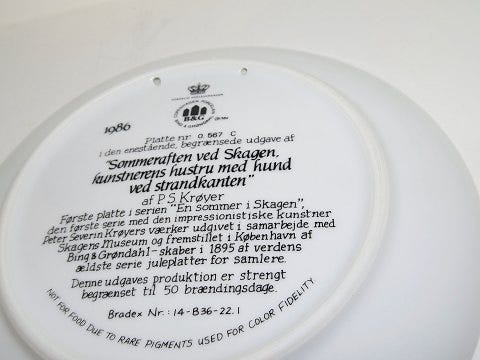 B&G
1986
Platte nr. 0.567 C
i den enestående, begrænsede udgave af
"Sommeraften ved Skagen,
kunstnerens hustru med hund
ved strandkanten"
af P S Krøyer
Første platte i serien "En sommer i Skagen",
den første serie med den impressionistiske kunstner
Peter Severin Krøyers værker udgivet i samarbejde med
Skagens Museum og fremstillet i København af
Bing & Grøndahl-skaber i 1895 af verdens
ældste serie juleplatter for samlere.
Denne udgaves produktion er strengt
begrænset til 50 brændingsdage.
Bradex Nr.: 14-B36-22.1
NOT FOR FOOD DUE TO RARE PIGMENTS USED FOR COLOR FIDELITY